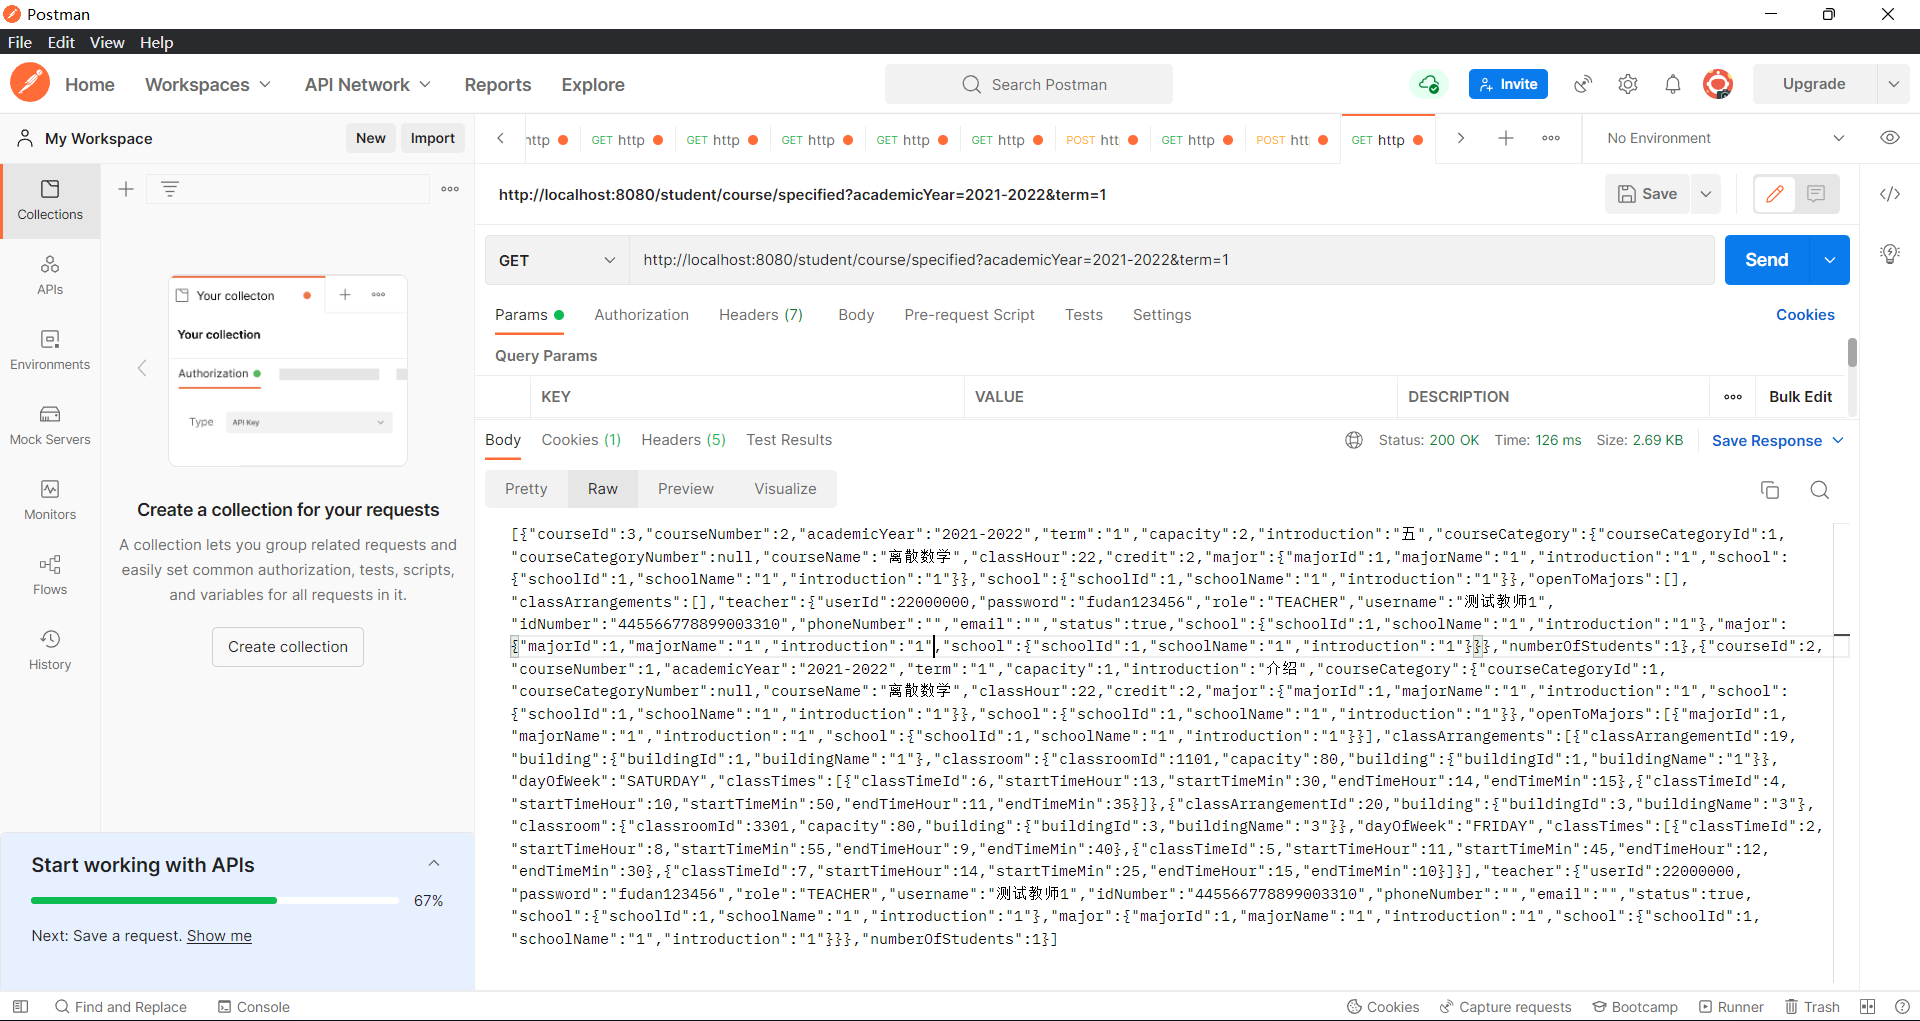 Postman
File Edit View Help
Home Workspaces API Network Reports Explore Search Postman Invite Upgrade
My Workspace New Import
ttp GET http GET http GET http GET http GET http POST htt GET http POST htt GET http No Environment
http://localhost:8080/student/course/specified?academicYear=2021-2022&term=1 Save
GET http://localhost:8080/student/course/specified?academicYear=2021-2022&term=1 Send
Params Authorization Headers (7) Body Pre-request Script Tests Settings Cookies
Query Params
KEY VALUE DESCRIPTION Bulk Edit
Body Cookies (1) Headers (5) Test Results Status: 200 OK Time: 126 ms Size: 2.69 KB Save Response
Pretty Raw Preview Visualize
[{"courseId":3,"courseNumber":2,"academicYear":"2021-2022","term":"1","capacity":2,"introduction":"五","courseCategory":{"courseCategoryId":1,
"courseCategoryNumber":null,"courseName":"离散数学","classHour":22,"credit":2,"major":{"majorId":1,"majorName":"1","introduction":"1","school":
{"schoolId":1,"schoolName":"1","introduction":"1"}},"school":{"schoolId":1,"schoolName":"1","introduction":"1"}},"openToMajors":[],
"classArrangements":[],"teacher":{"userId":22000000,"password":"fudan123456","role":"TEACHER","username":"测试教师1",
"idNumber":"445566778899003310","phoneNumber":"","email":"","status":true,"school":{"schoolId":1,"schoolName":"1","introduction":"1"},"major":
{"majorId":1,"majorName":"1","introduction":"1","school":{"schoolId":1,"schoolName":"1","introduction":"1"}}},"numberOfStudents":1},{"courseId":2,
"courseNumber":1,"academicYear":"2021-2022","term":"1","capacity":1,"introduction":"介绍","courseCategory":{"courseCategoryId":1,
"courseCategoryNumber":null,"courseName":"离散数学","classHour":22,"credit":2,"major":{"majorId":1,"majorName":"1","introduction":"1","school":
{"schoolId":1,"schoolName":"1","introduction":"1"}},"school":{"schoolId":1,"schoolName":"1","introduction":"1"}},"openToMajors":[{"majorId":1,
"majorName":"1","introduction":"1","school":{"schoolId":1,"schoolName":"1","introduction":"1"}}],"classArrangements":[{"classArrangementId":19,
"building":{"buildingId":1,"buildingName":"1"},"classroom":{"classroomId":1101,"capacity":80,"building":{"buildingId":1,"buildingName":"1"}},
"dayOfWeek":"SATURDAY","classTimes":[{"classTimeId":6,"startTimeHour":13,"startTimeMin":30,"endTimeHour":14,"endTimeMin":15},{"classTimeId":4,
"startTimeHour":10,"startTimeMin":50,"endTimeHour":11,"endTimeMin":35}]},{"classArrangementId":20,"building":{"buildingId":3,"buildingName":"3"},
"classroom":{"classroomId":3301,"capacity":80,"building":{"buildingId":3,"buildingName":"3"}},"dayOfWeek":"FRIDAY","classTimes":[{"classTimeId":2,
"startTimeHour":8,"startTimeMin":55,"endTimeHour":9,"endTimeMin":40},{"classTimeId":5,"startTimeHour":11,"startTimeMin":45,"endTimeHour":12,
"endTimeMin":30},{"classTimeId":7,"startTimeHour":14,"startTimeMin":25,"endTimeHour":15,"endTimeMin":10}]}],"teacher":{"userId":22000000,
"password":"fudan123456","role":"TEACHER","username":"测试教师1","idNumber":"445566778899003310","phoneNumber":"","email":"","status":true,
"school":{"schoolId":1,"schoolName":"1","introduction":"1"},"major":{"majorId":1,"majorName":"1","introduction":"1","school":{"schoolId":1,
"schoolName":"1","introduction":"1"}}},"numberOfStudents":1}]
Collections
APIs
Environments
Mock Servers
Monitors
Flows
History
Your collecton
Your collection
Authorization
Type API Key
Create a collection for your requests
A collection lets you group related requests and
easily set common authorization, tests, scripts,
and variables for all requests in it.
Create collection
Start working with APIs
67%
Next: Save a request. Show me
Find and Replace Console Cookies Capture requests Bootcamp Runner Trash